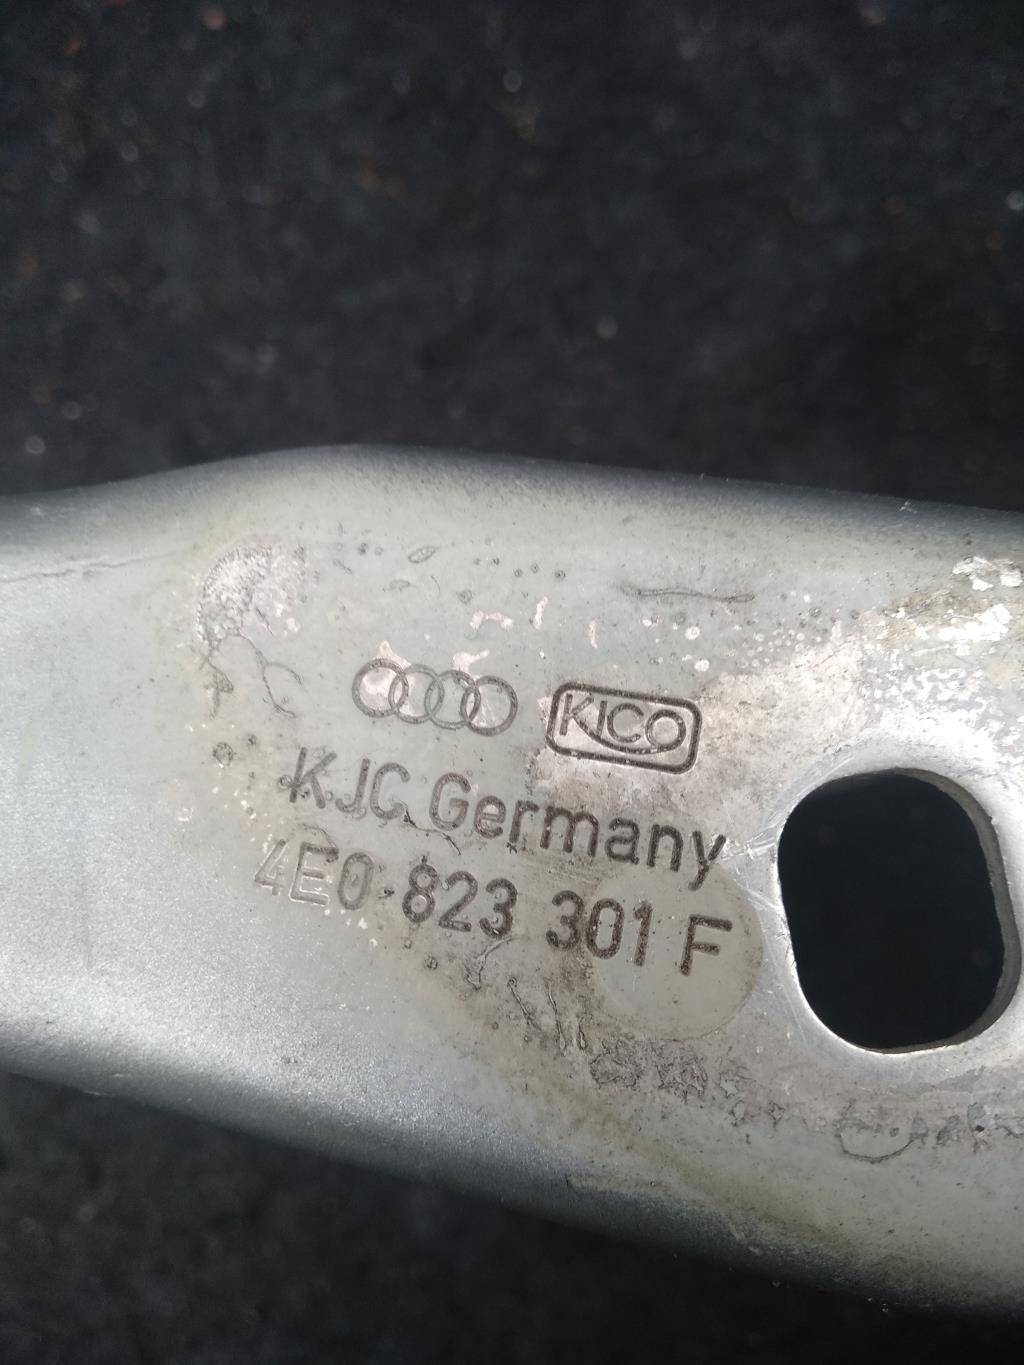 KICO
KJC Germany
4E0 823 301 F